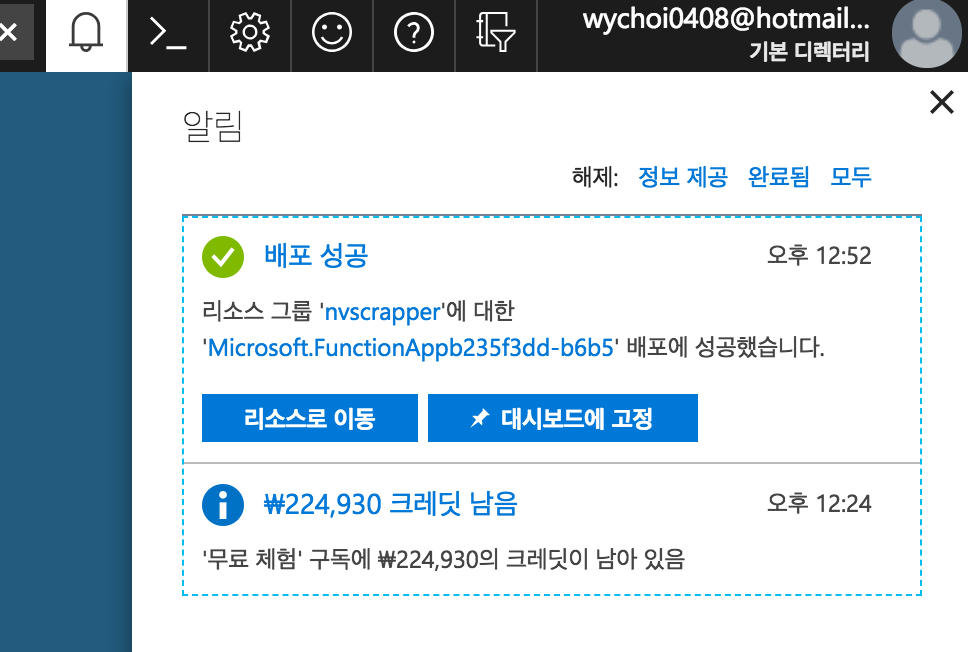 wychoi0408@hotmail...
기본 디렉터리
알림
해제: 정보 제공 완료됨 모두
배포 성공 오후 12:52
리소스 그룹 'nvscrapper'에 대한
'Microsoft.FunctionAppb235f3dd-b6b5' 배포에 성공했습니다.
리소스로 이동 대시보드에 고정
₩224,930 크레딧 남음 오후 12:24
'무료 체험' 구독에 ₩224,930의 크레딧이 남아 있음